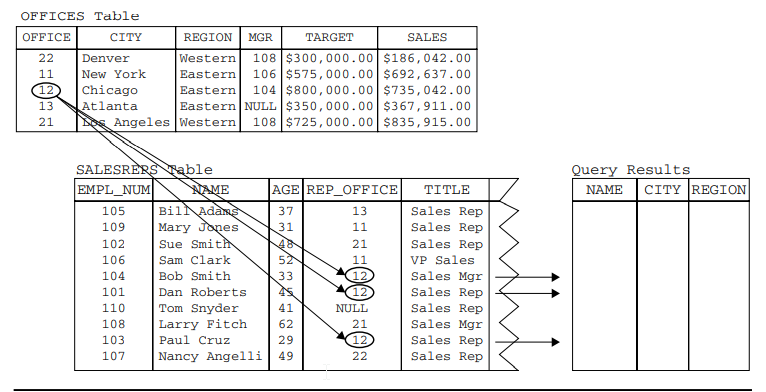 OFFICES Table
OFFICE CITY REGION MGR TARGET SALES
22 Denver Western 108 $300,000.00 $186,042.00
11 New York Eastern 106 $575,000.00 $692,637.00
12 Chicago Eastern 104 $800,000.00 $735,042.00
13 Atlanta Eastern NULL $350,000.00 $367,911.00
21 Los Angeles Western 108 $725,000.00 $835,915.00
SALESREPS Table
Query Results
EMPL_NUM NAME AGE REP_OFFICE TITLE
NAME CITY REGION
105 Bill Adams 37 13 Sales Rep
109 Mary Jones 31 11 Sales Rep
102 Sue Smith 48 21 Sales Rep
106 Sam Clark 52 11 VP Sales
104 Bob Smith 33 12 Sales Mgr
101 Dan Roberts 45 12 Sales Rep
110 Tom Snyder 41 NULL Sales Rep
108 Larry Fitch 62 21 Sales Mgr
103 Paul Cruz 29 12 Sales Rep
107 Nancy Angelli 49 22 Sales Rep